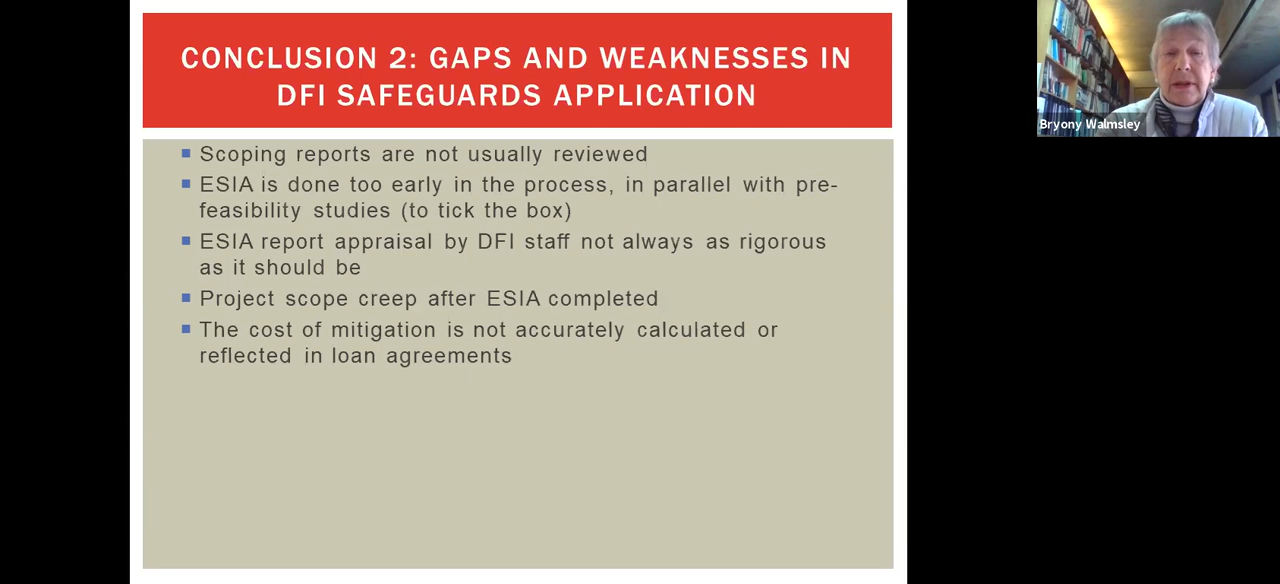 CONCLUSION 2: GAPS AND WEAKNESSES IN
DFI SAFEGUARDS APPLICATION
Scoping reports are not usually reviewed
ESIA is done too early in the process, in parallel with pre-
feasibility studies (to tick the box)
ESIA report appraisal by DFI staff not always as rigorous
as it should be
Project scope creep after ESIA completed
The cost of mitigation is not accurately calculated or
reflected in loan agreements
Bryony Walmsley